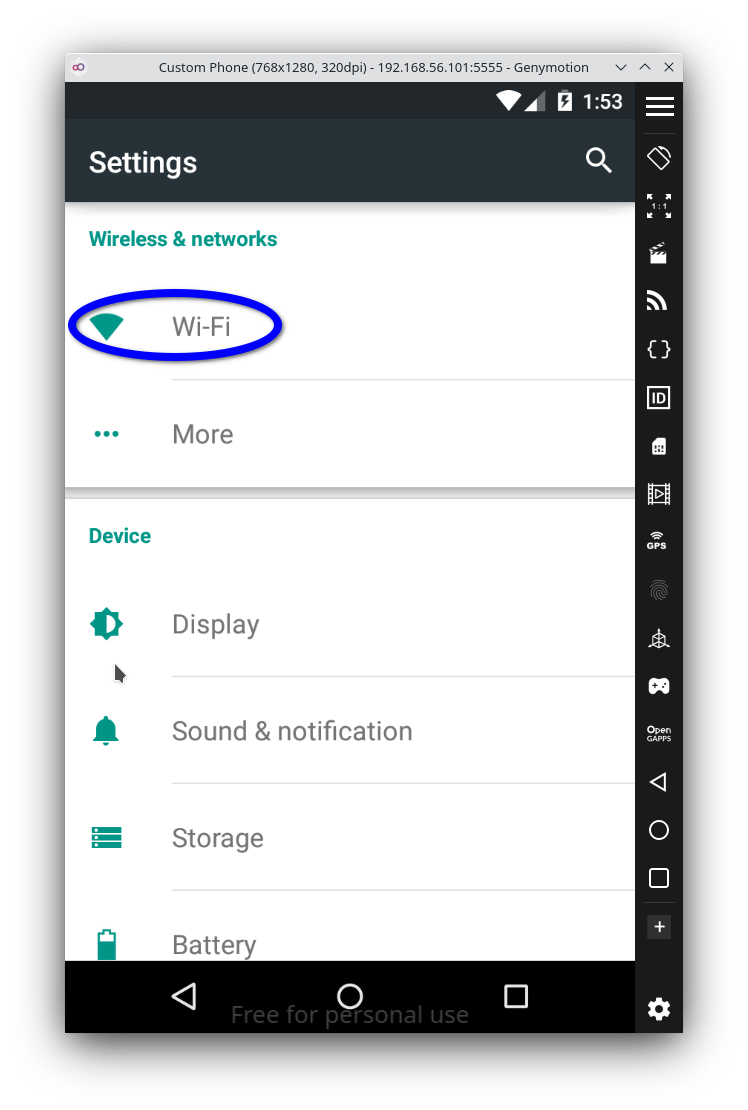 Custom Phone (768x1280, 320dpi) - 192.168.56.101:5555 - Genymotion
1:53
Settings
1:1
Wireless & networks
Wi-Fi
{ }
ID
More
Device
GPS
Display
Sound & notification
Open
GAPPS
Storage
Battery
Free for personal use